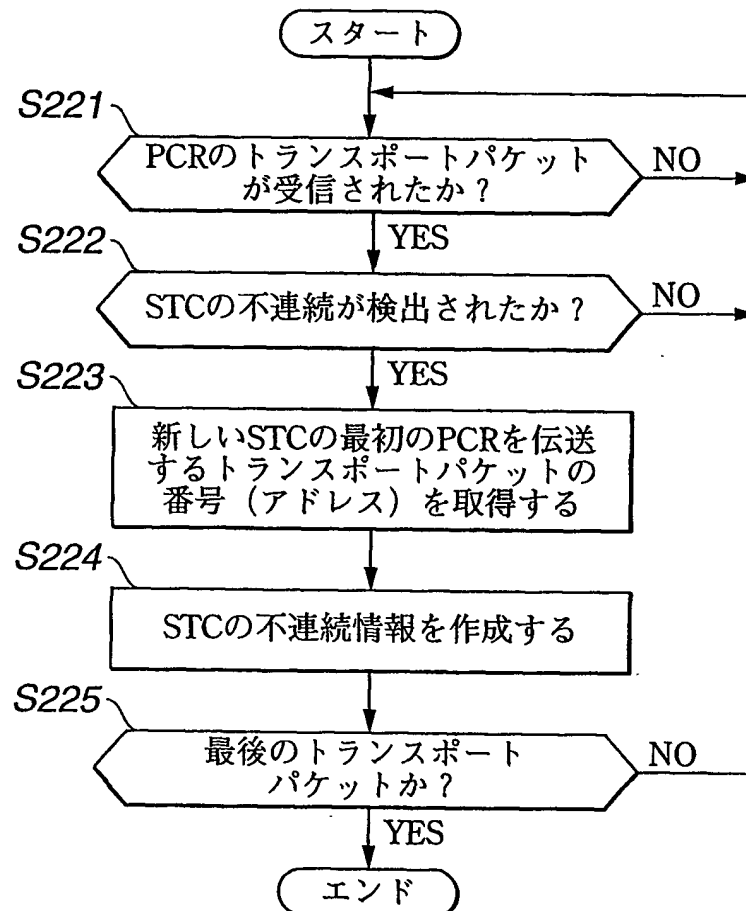 スタート
S221
PCRのトランスポートパケット
が受信されたか？
NO
YES
S222
STCの不連続が検出されたか？
NO
YES
S223
新しいSTCの最初のPCRを伝送
するトランスポートパケットの
番号（アドレス）を取得する
S224
STCの不連続情報を作成する
S225
最後のトランスポート
パケットか？
NO
YES
エンド